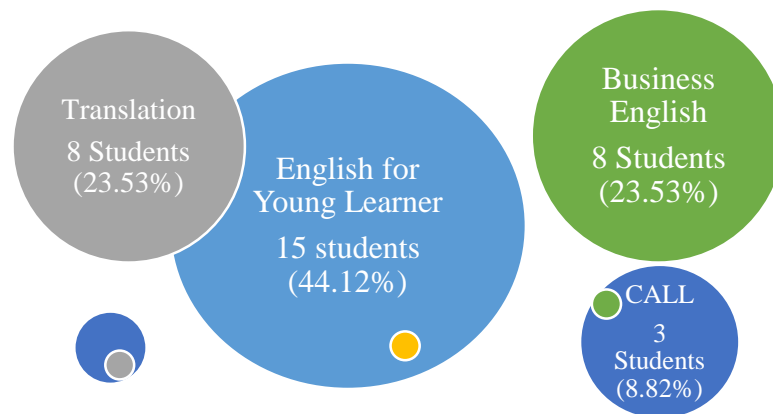 Translation
8 Students
(23.53%)
English for
Young Learner
15 students
(44.12%)
Business
English
8 Students
(23.53%)
CALL
3
Students
(8.82%)